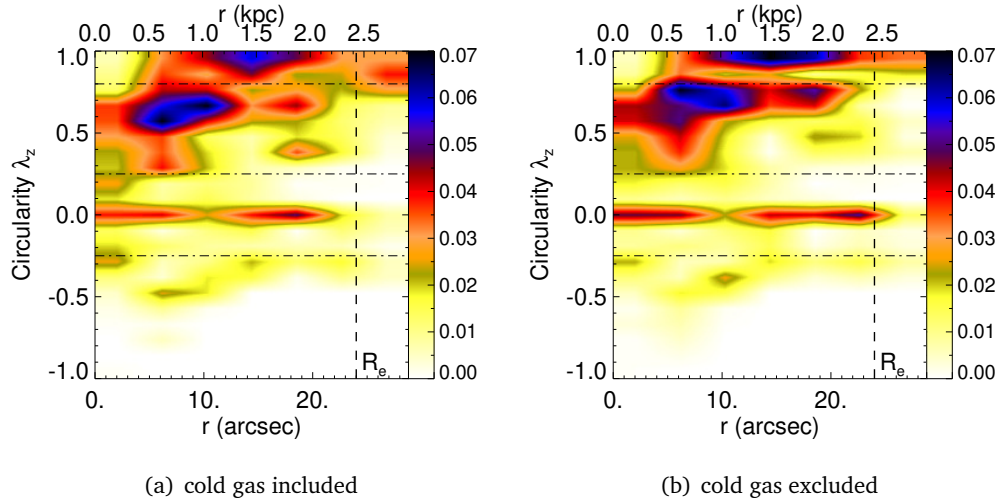 r (kpc)
0.0 0.5 1.0 1.5 2.0 2.5
1.0
0.5
0.0
-0.5
-1.0
Circularity λz
0. 10. 20.
r (arcsec)
Re
0.07
0.06
0.05
0.04
0.03
0.02
0.01
0.00
(a) cold gas included
r (kpc)
0.0 0.5 1.0 1.5 2.0 2.5
1.0
0.5
0.0
-0.5
-1.0
Circularity λz
0. 10. 20.
r (arcsec)
Re
0.07
0.06
0.05
0.04
0.03
0.02
0.01
0.00
(b) cold gas excluded